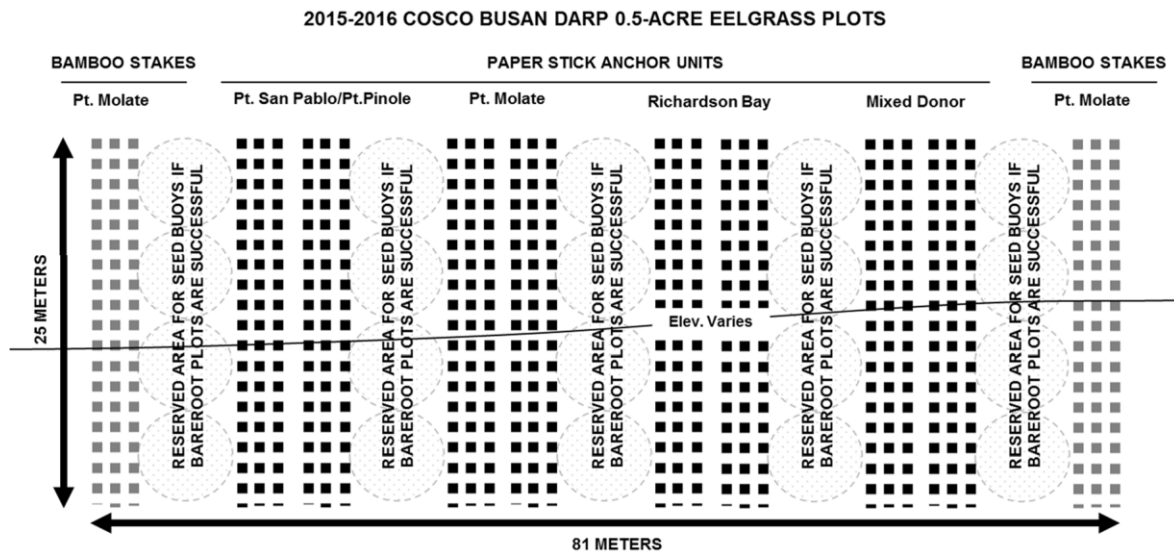 2015-2016 COSCO BUSAN DARP 0.5-ACRE EELGRASS PLOTS
BAMBOO STAKES
PAPER STICK ANCHOR UNITS
BAMBOO STAKES
Pt. Molate
Pt. San Pablo/Pt.Pinole
Pt. Molate
Richardson Bay
Mixed Donor
Pt. Molate
25 METERS
RESERVED AREA FOR SEED BUOYS IF
BAREROOT PLOTS ARE SUCCESSFUL
RESERVED AREA FOR SEED BUOYS IF
BAREROOT PLOTS ARE SUCCESSFUL
RESERVED AREA FOR SEED BUOYS IF
BAREROOT PLOTS ARE SUCCESSFUL
RESERVED AREA FOR SEED BUOYS IF
BAREROOT PLOTS ARE SUCCESSFUL
RESERVED AREA FOR SEED BUOYS IF
BAREROOT PLOTS ARE SUCCESSFUL
Elev. Varies
81 METERS